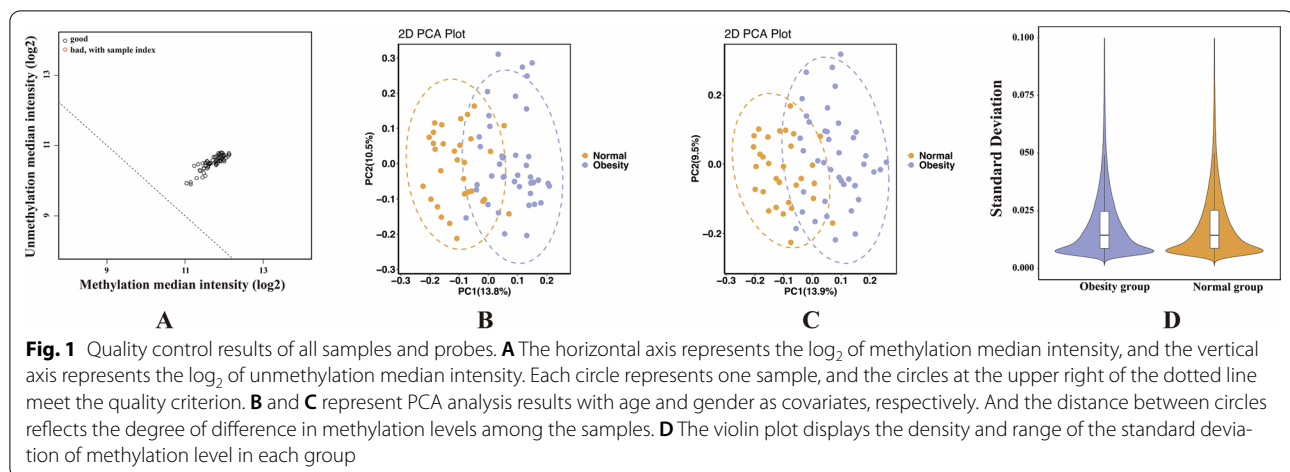 good
bad, with sample index
Unmethylation median intensity (log2)
13
11
9
9
11
13
Methylation median intensity (log2)
A
2D PCA Plot
PC2(10.5%)
0.3
0.2
0.1
0.0
−0.1
−0.2
−0.3
−0.3 −0.2 −0.1 0.0 0.1 0.2
PC1(13.8%)
Normal
Obesity
B
2D PCA Plot
PC2(9.5%)
0.2
0.0
−0.2
−0.3 −0.2 −0.1 0.0 0.1 0.2
PC1(13.9%)
Normal
Obesity
C
Standard Deviation
0.100
0.075
0.050
0.025
0.000
Obesity group
Normal group
D
Fig. 1 Quality control results of all samples and probes. A The horizontal axis represents the log2 of methylation median intensity, and the vertical
axis represents the log2 of unmethylation median intensity. Each circle represents one sample, and the circles at the upper right of the dotted line
meet the quality criterion. B and C represent PCA analysis results with age and gender as covariates, respectively. And the distance between circles
reflects the degree of difference in methylation levels among the samples. D The violin plot displays the density and range of the standard devia-
tion of methylation level in each group